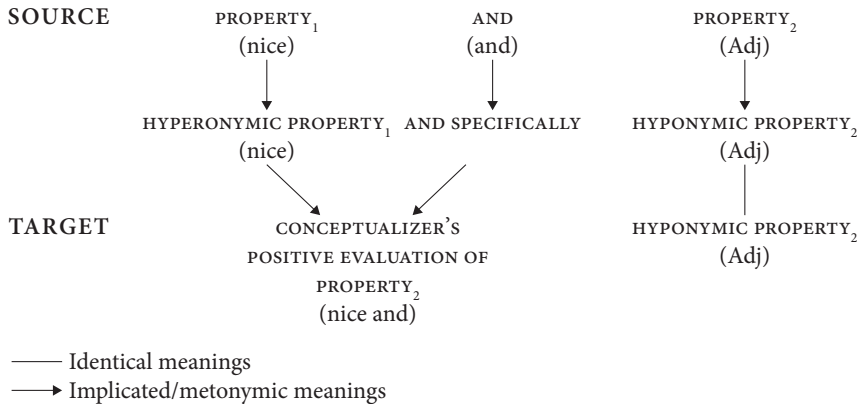 SOURCE PROPERTY₁ AND PROPERTY₂
(nice) (and) (Adj)
HYPERONYMIC PROPERTY₁ AND SPECIFICALLY HYPONYMIC PROPERTY₂
(nice) (Adj)
TARGET CONCEPTUALIZER'S HYPONYMIC PROPERTY₂
POSITIVE EVALUATION OF (Adj)
PROPERTY₂
(nice and)
Identical meanings
Implicated/metonymic meanings